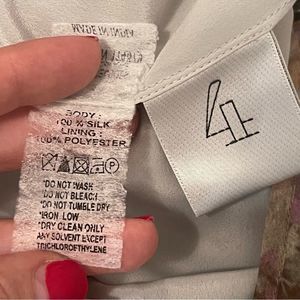 MADE IN INDIA
BODY :
100 % SILK
LINING :
100% POLYESTER
*DO NOT WASH
*DO NOT BLEACH
*DO NOT TUMBLE DRY
*IRON LOW
*DRY CLEAN ONLY
ANY SOLVENT EXCEPT
TRICHLOROETHYLENE
4